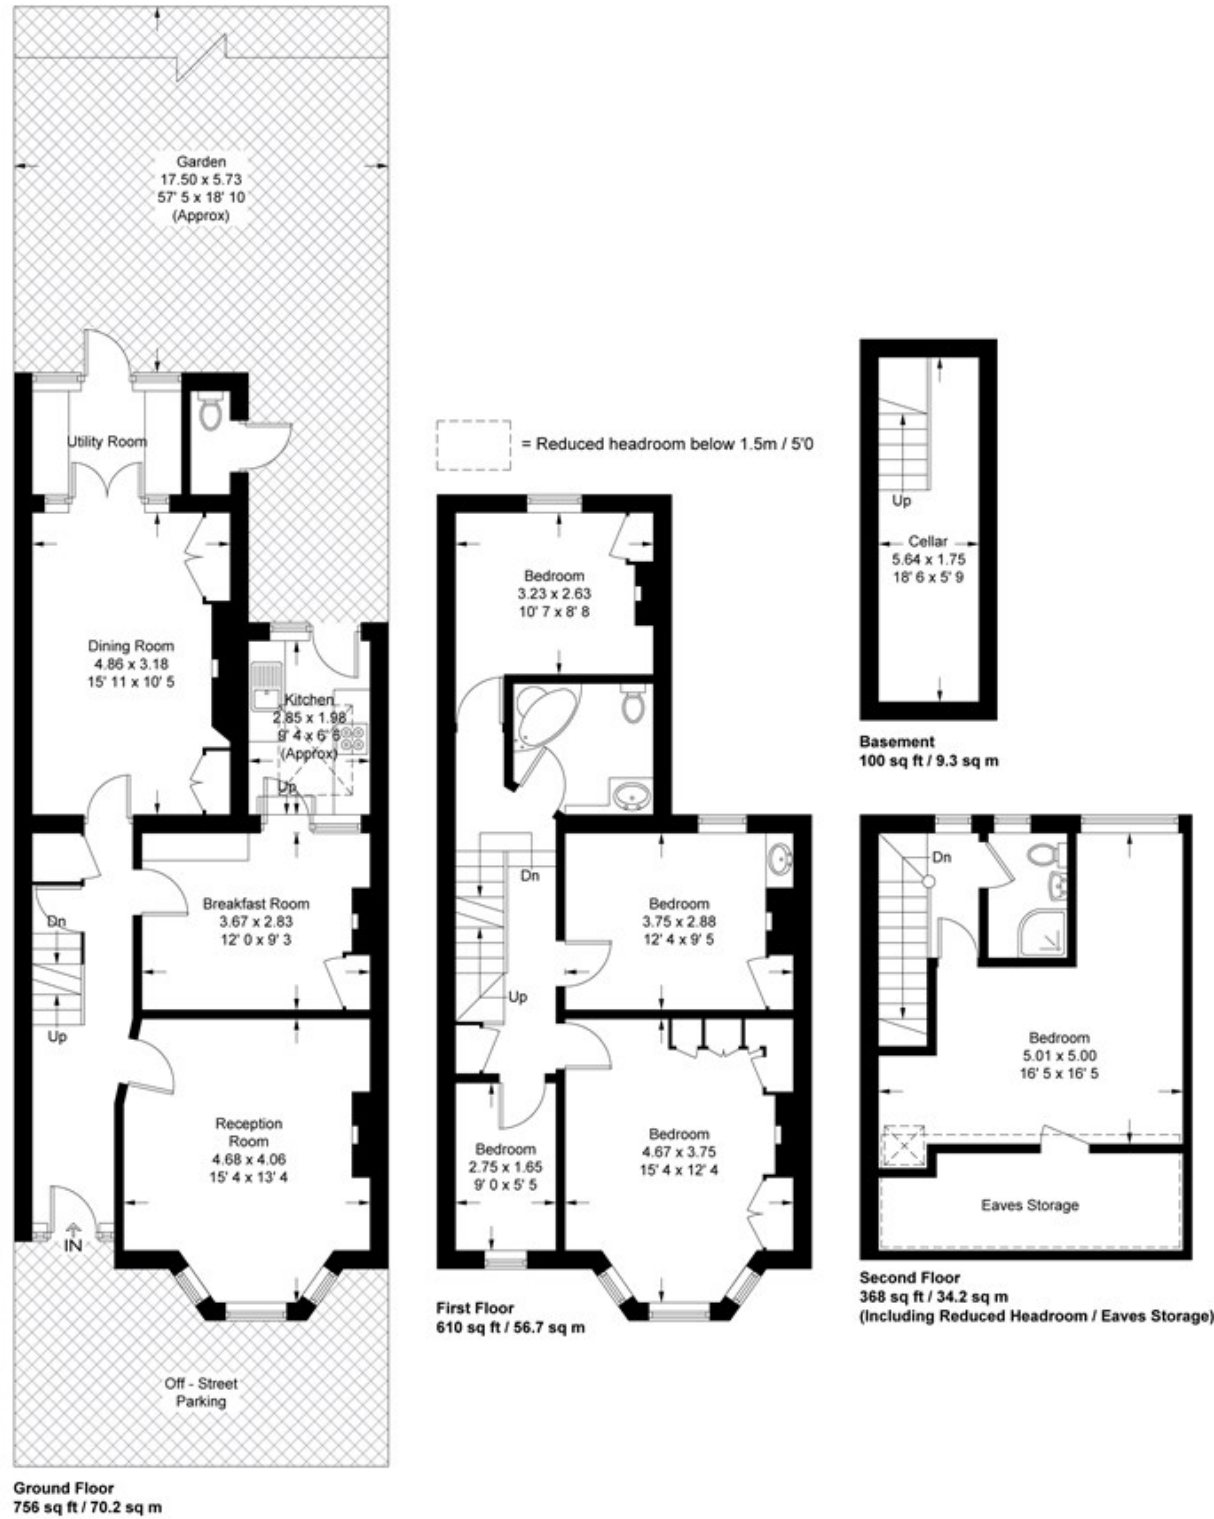 Garden
17.50 x 5.73
57' 5 x 18' 10
(Approx)
Utility Room
Dining Room
4.86 x 3.18
15' 11 x 10' 5
Kitchen
2.85 x 1.98
9' 4 x 6' 6
(Approx)
Up
Breakfast Room
3.67 x 2.83
12' 0 x 9' 3
Dn
Up
Reception
Room
4.68 x 4.06
15' 4 x 13' 4
IN
Off - Street
Parking
Ground Floor
756 sq ft / 70.2 sq m
= Reduced headroom below 1.5m / 5'0
Bedroom
3.23 x 2.63
10' 7 x 8' 8
Dn
Bedroom
3.75 x 2.88
12' 4 x 9' 5
Up
Bedroom
2.75 x 1.65
9' 0 x 5' 5
Bedroom
4.67 x 3.75
15' 4 x 12' 4
First Floor
610 sq ft / 56.7 sq m
Up
Cellar
5.64 x 1.75
18' 6 x 5' 9
Basement
100 sq ft / 9.3 sq m
Dn
Bedroom
5.01 x 5.00
16' 5 x 16' 5
Eaves Storage
Second Floor
368 sq ft / 34.2 sq m
(Including Reduced Headroom / Eaves Storage)